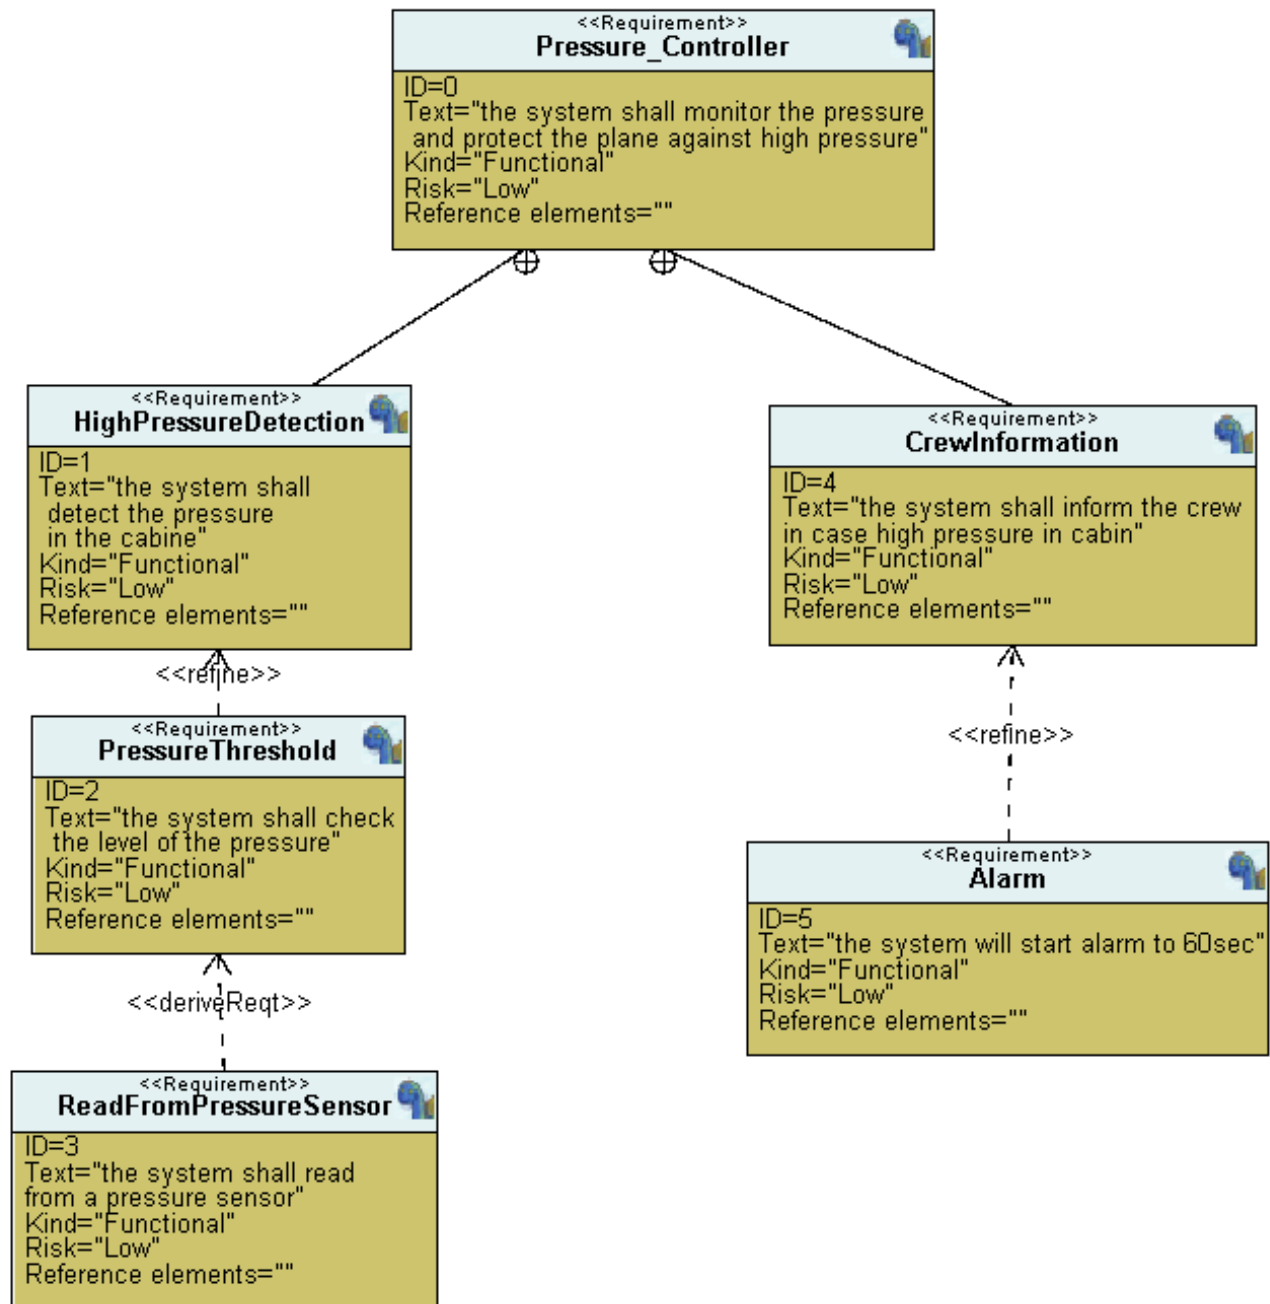 <<Requirement>>
Pressure_Controller
ID=0
Text="the system shall monitor the pressure
and protect the plane against high pressure"
Kind="Functional"
Risk="Low"
Reference elements=""
<<Requirement>>
HighPressureDetection
ID=1
Text="the system shall
detect the pressure
in the cabine"
Kind="Functional"
Risk="Low"
Reference elements=""
<<Requirement>>
CrewInformation
ID=4
Text="the system shall inform the crew
in case high pressure in cabin"
Kind="Functional"
Risk="Low"
Reference elements=""
<<refine>>
<<Requirement>>
PressureThreshold
ID=2
Text="the system shall check
the level of the pressure"
Kind="Functional"
Risk="Low"
Reference elements=""
<<refine>>
<<Requirement>>
Alarm
ID=5
Text="the system will start alarm to 60sec"
Kind="Functional"
Risk="Low"
Reference elements=""
<<deriveReqt>>
<<Requirement>>
ReadFromPressureSensor
ID=3
Text="the system shall read
from a pressure sensor"
Kind="Functional"
Risk="Low"
Reference elements=""